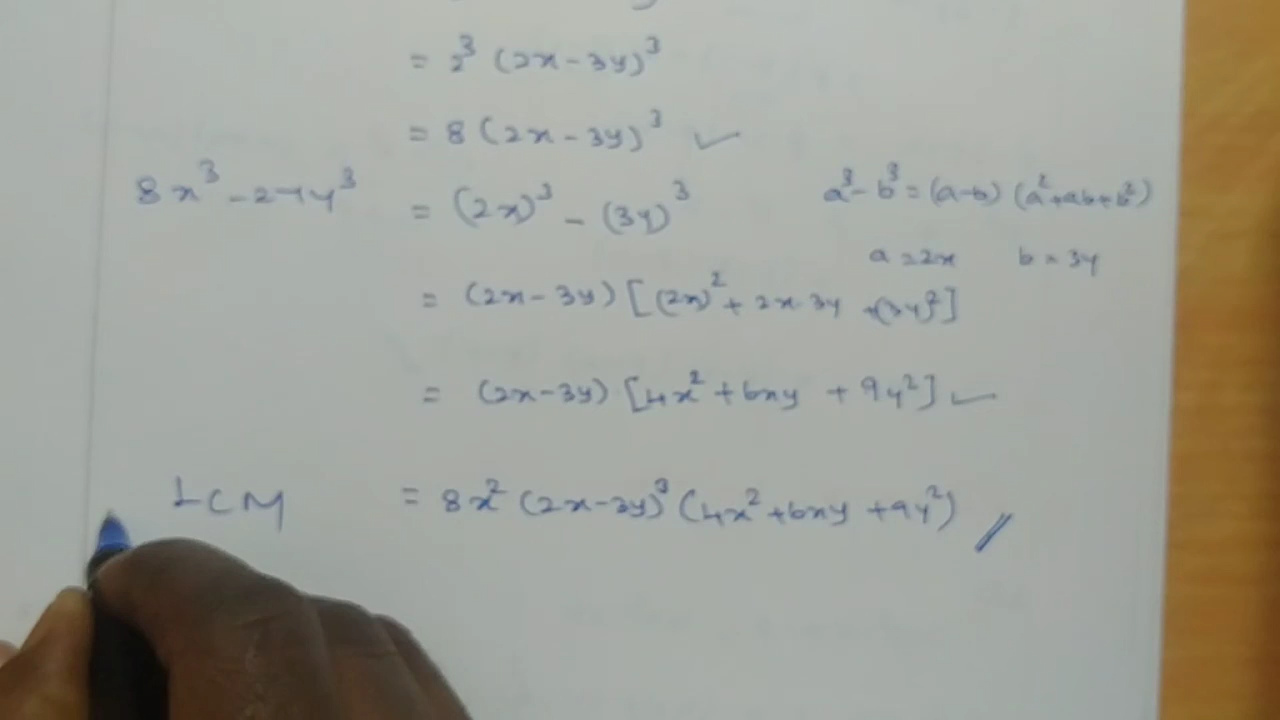 = 2³ (2x-3y)³
= 8 (2x-3y)³ ✓
8x³ - 27y³ = (2x)³ - (3y)³ a³-b³ = (a-b) (a²+ab+b²)
a = 2x b = 3y
= (2x-3y) [(2x)² + 2x·3y + (3y)²]
= (2x-3y) [4x² + 6xy + 9y²] ✓
LCM = 8x² (2x-3y)³ (4x²+6xy+9y²) //